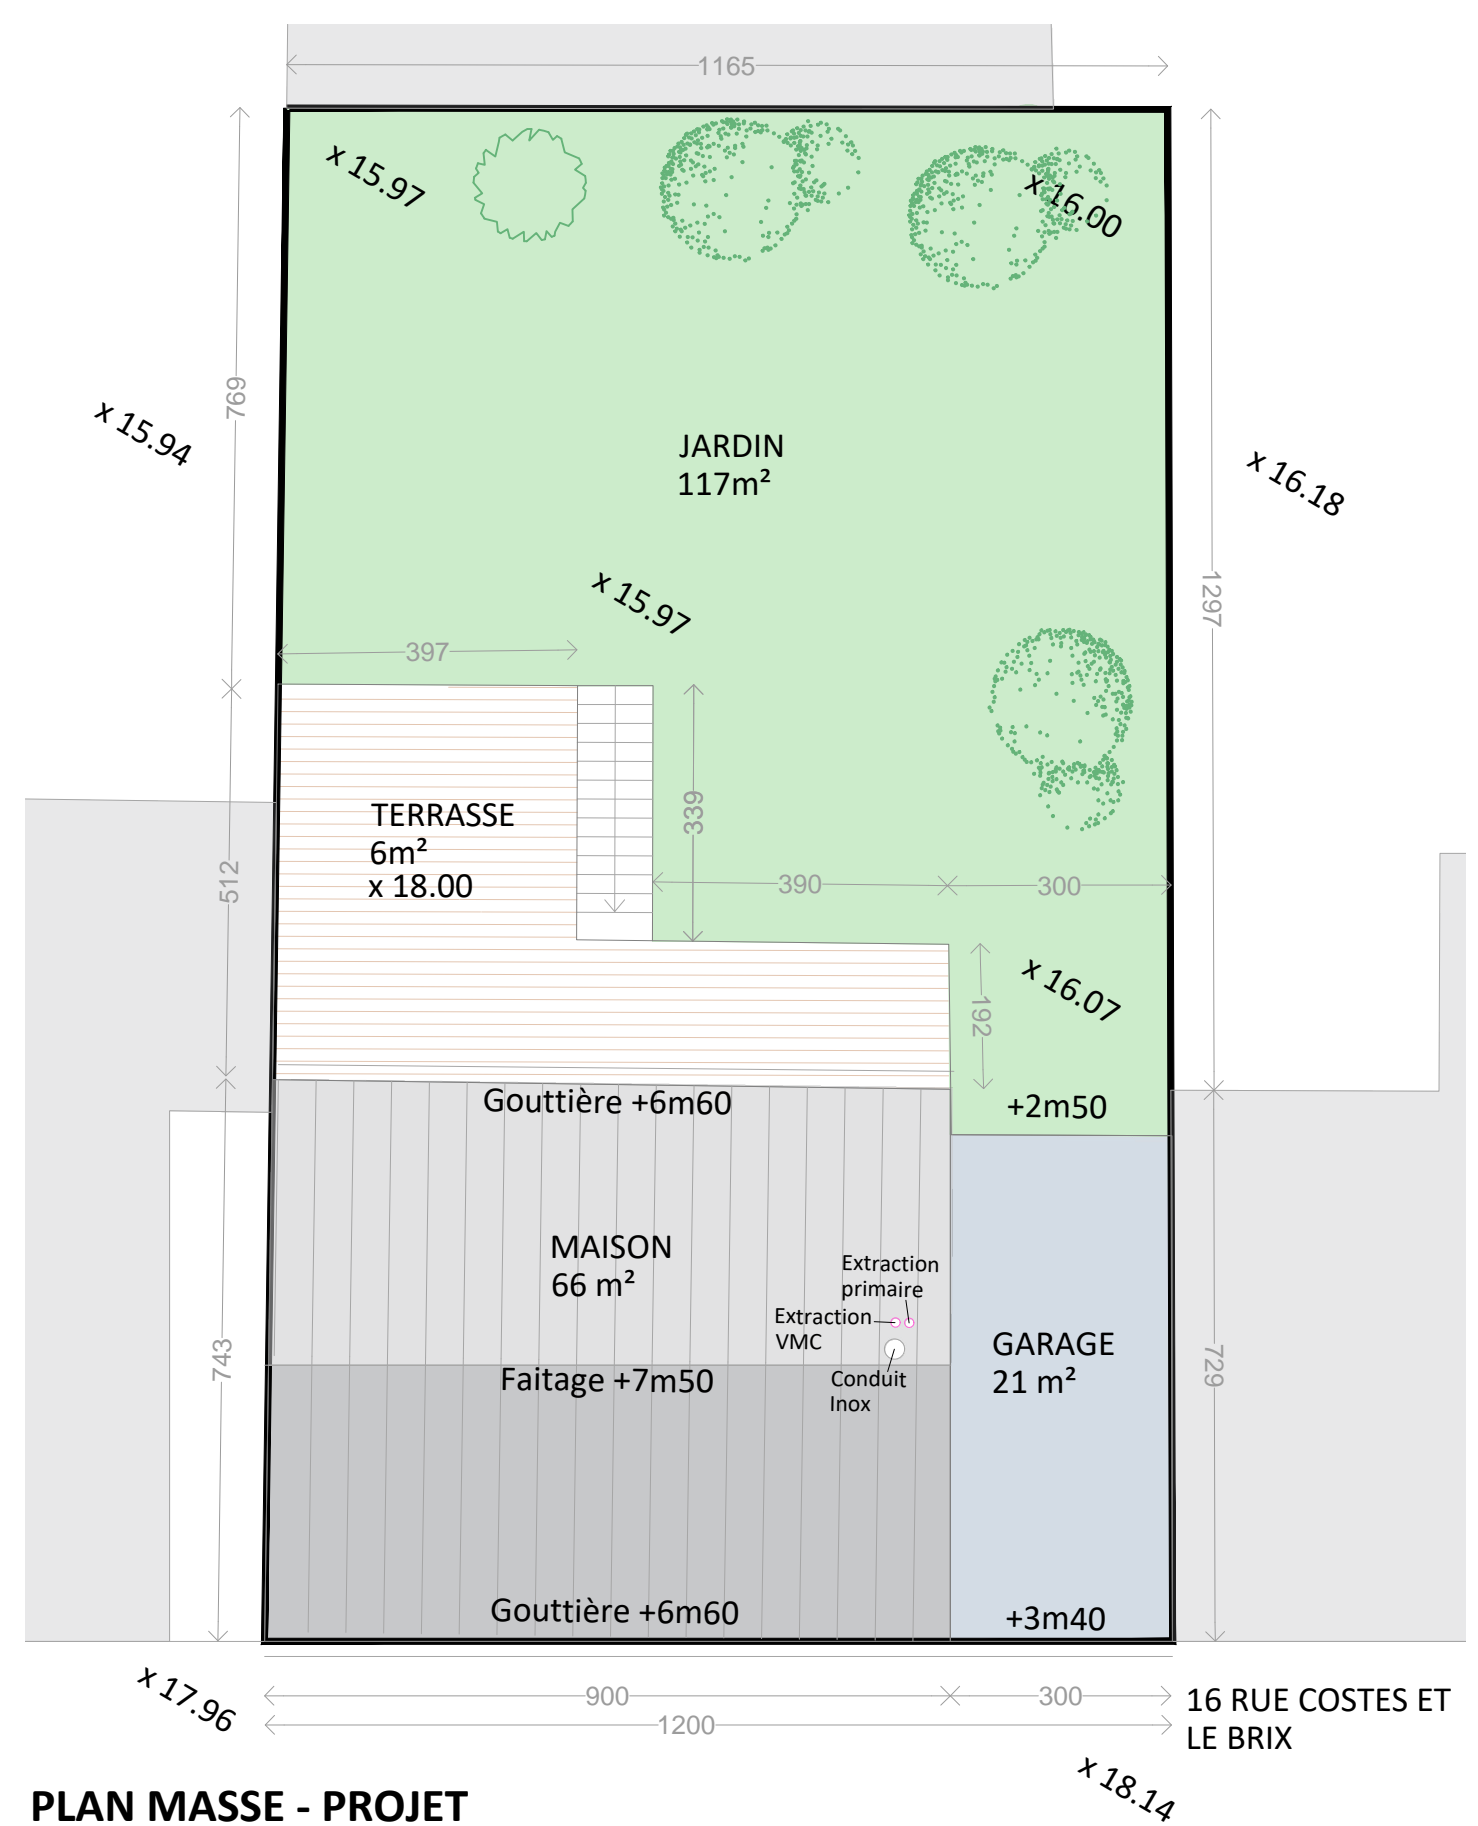 1165
x 15.97
x 16.00
769
x 15.94
JARDIN
117m²
x 16.18
1297
x 15.97
397
TERRASSE
6m²
x 18.00
339
512
390
300
x 16.07
192
Gouttière +6m60
+2m50
MAISON
66 m²
Extraction
primaire
Extraction
VMC
GARAGE
21 m²
743
729
Faitage +7m50
Conduit
Inox
Gouttière +6m60
+3m40
x 17.96
900
300
1200
16 RUE COSTES ET
LE BRIX
x 18.14
PLAN MASSE - PROJET